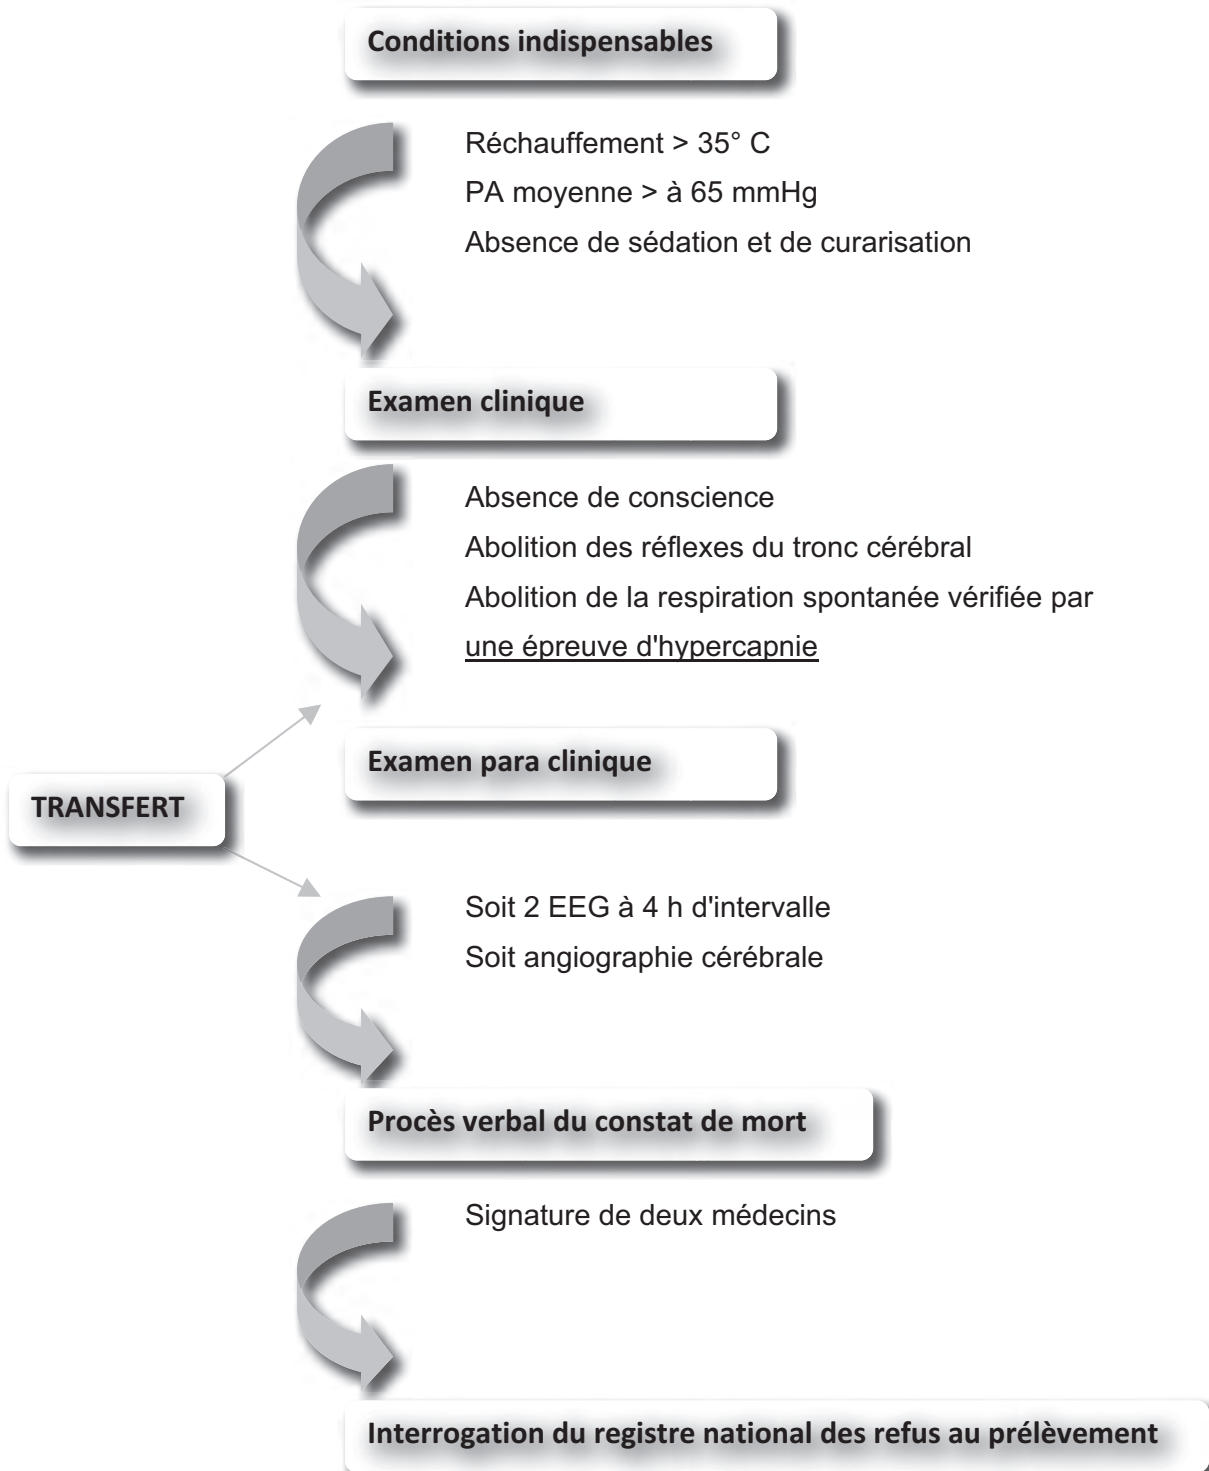 Conditions indispensables
Réchauffement > 35° C
PA moyenne > à 65 mmHg
Absence de sédation et de curarisation
Examen clinique
Absence de conscience
Abolition des réflexes du tronc cérébral
Abolition de la respiration spontanée vérifiée par
une épreuve d'hypercapnie
Examen para clinique
TRANSFERT
Soit 2 EEG à 4 h d'intervalle
Soit angiographie cérébrale
Procès verbal du constat de mort
Signature de deux médecins
Interrogation du registre national des refus au prélèvement